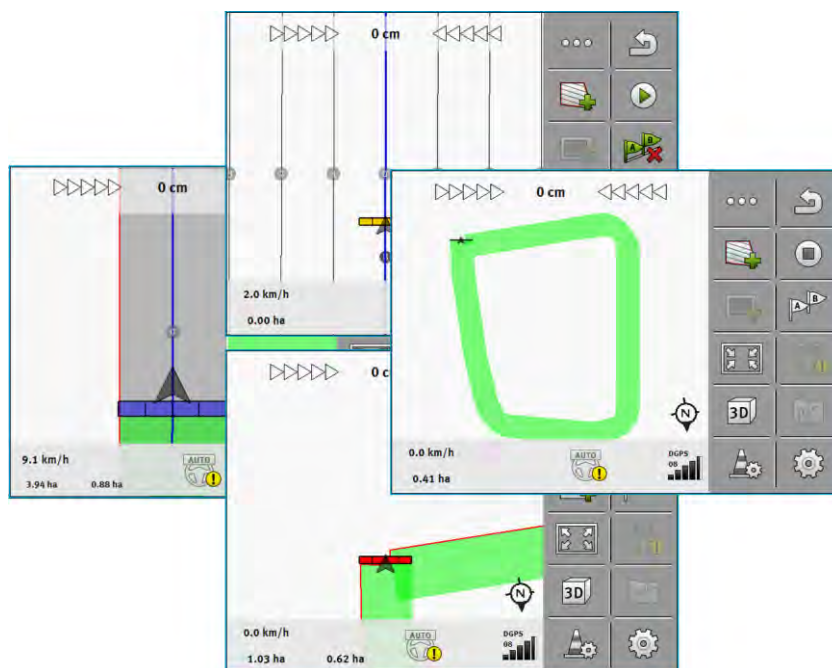 0 cm
A B
2.0 km/h
0.00 ha
0 cm
9.1 km/h
3.94 ha 0.88 ha
AUTO
0 cm
A B
3D
N
0.0 km/h
0.41 ha
AUTO
DGPS
08
0 c
3D
N
0.0 km/h
1.03 ha 0.62 ha
AUTO
DGPS
08